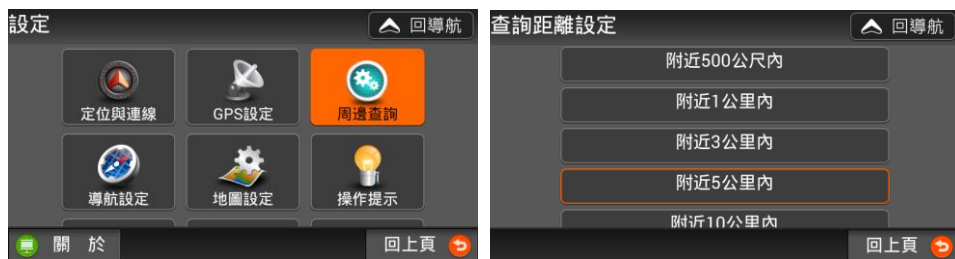 設定
回導航
定位與連線
GPS設定
周邊查詢
導航設定
地圖設定
操作提示
關 於
回上頁
查詢距離設定
回導航
附近500公尺內
附近1公里內
附近3公里內
附近5公里內
附近10公里內
回上頁